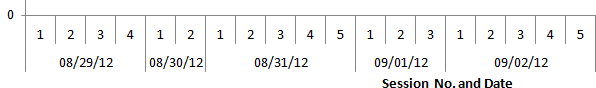 0
1 2 3 4 1 2 1 2 3 4 5 1 2 3 1 2 3 4 5
08/29/12 08/30/12 08/31/12 09/01/12 09/02/12
Session No. and Date